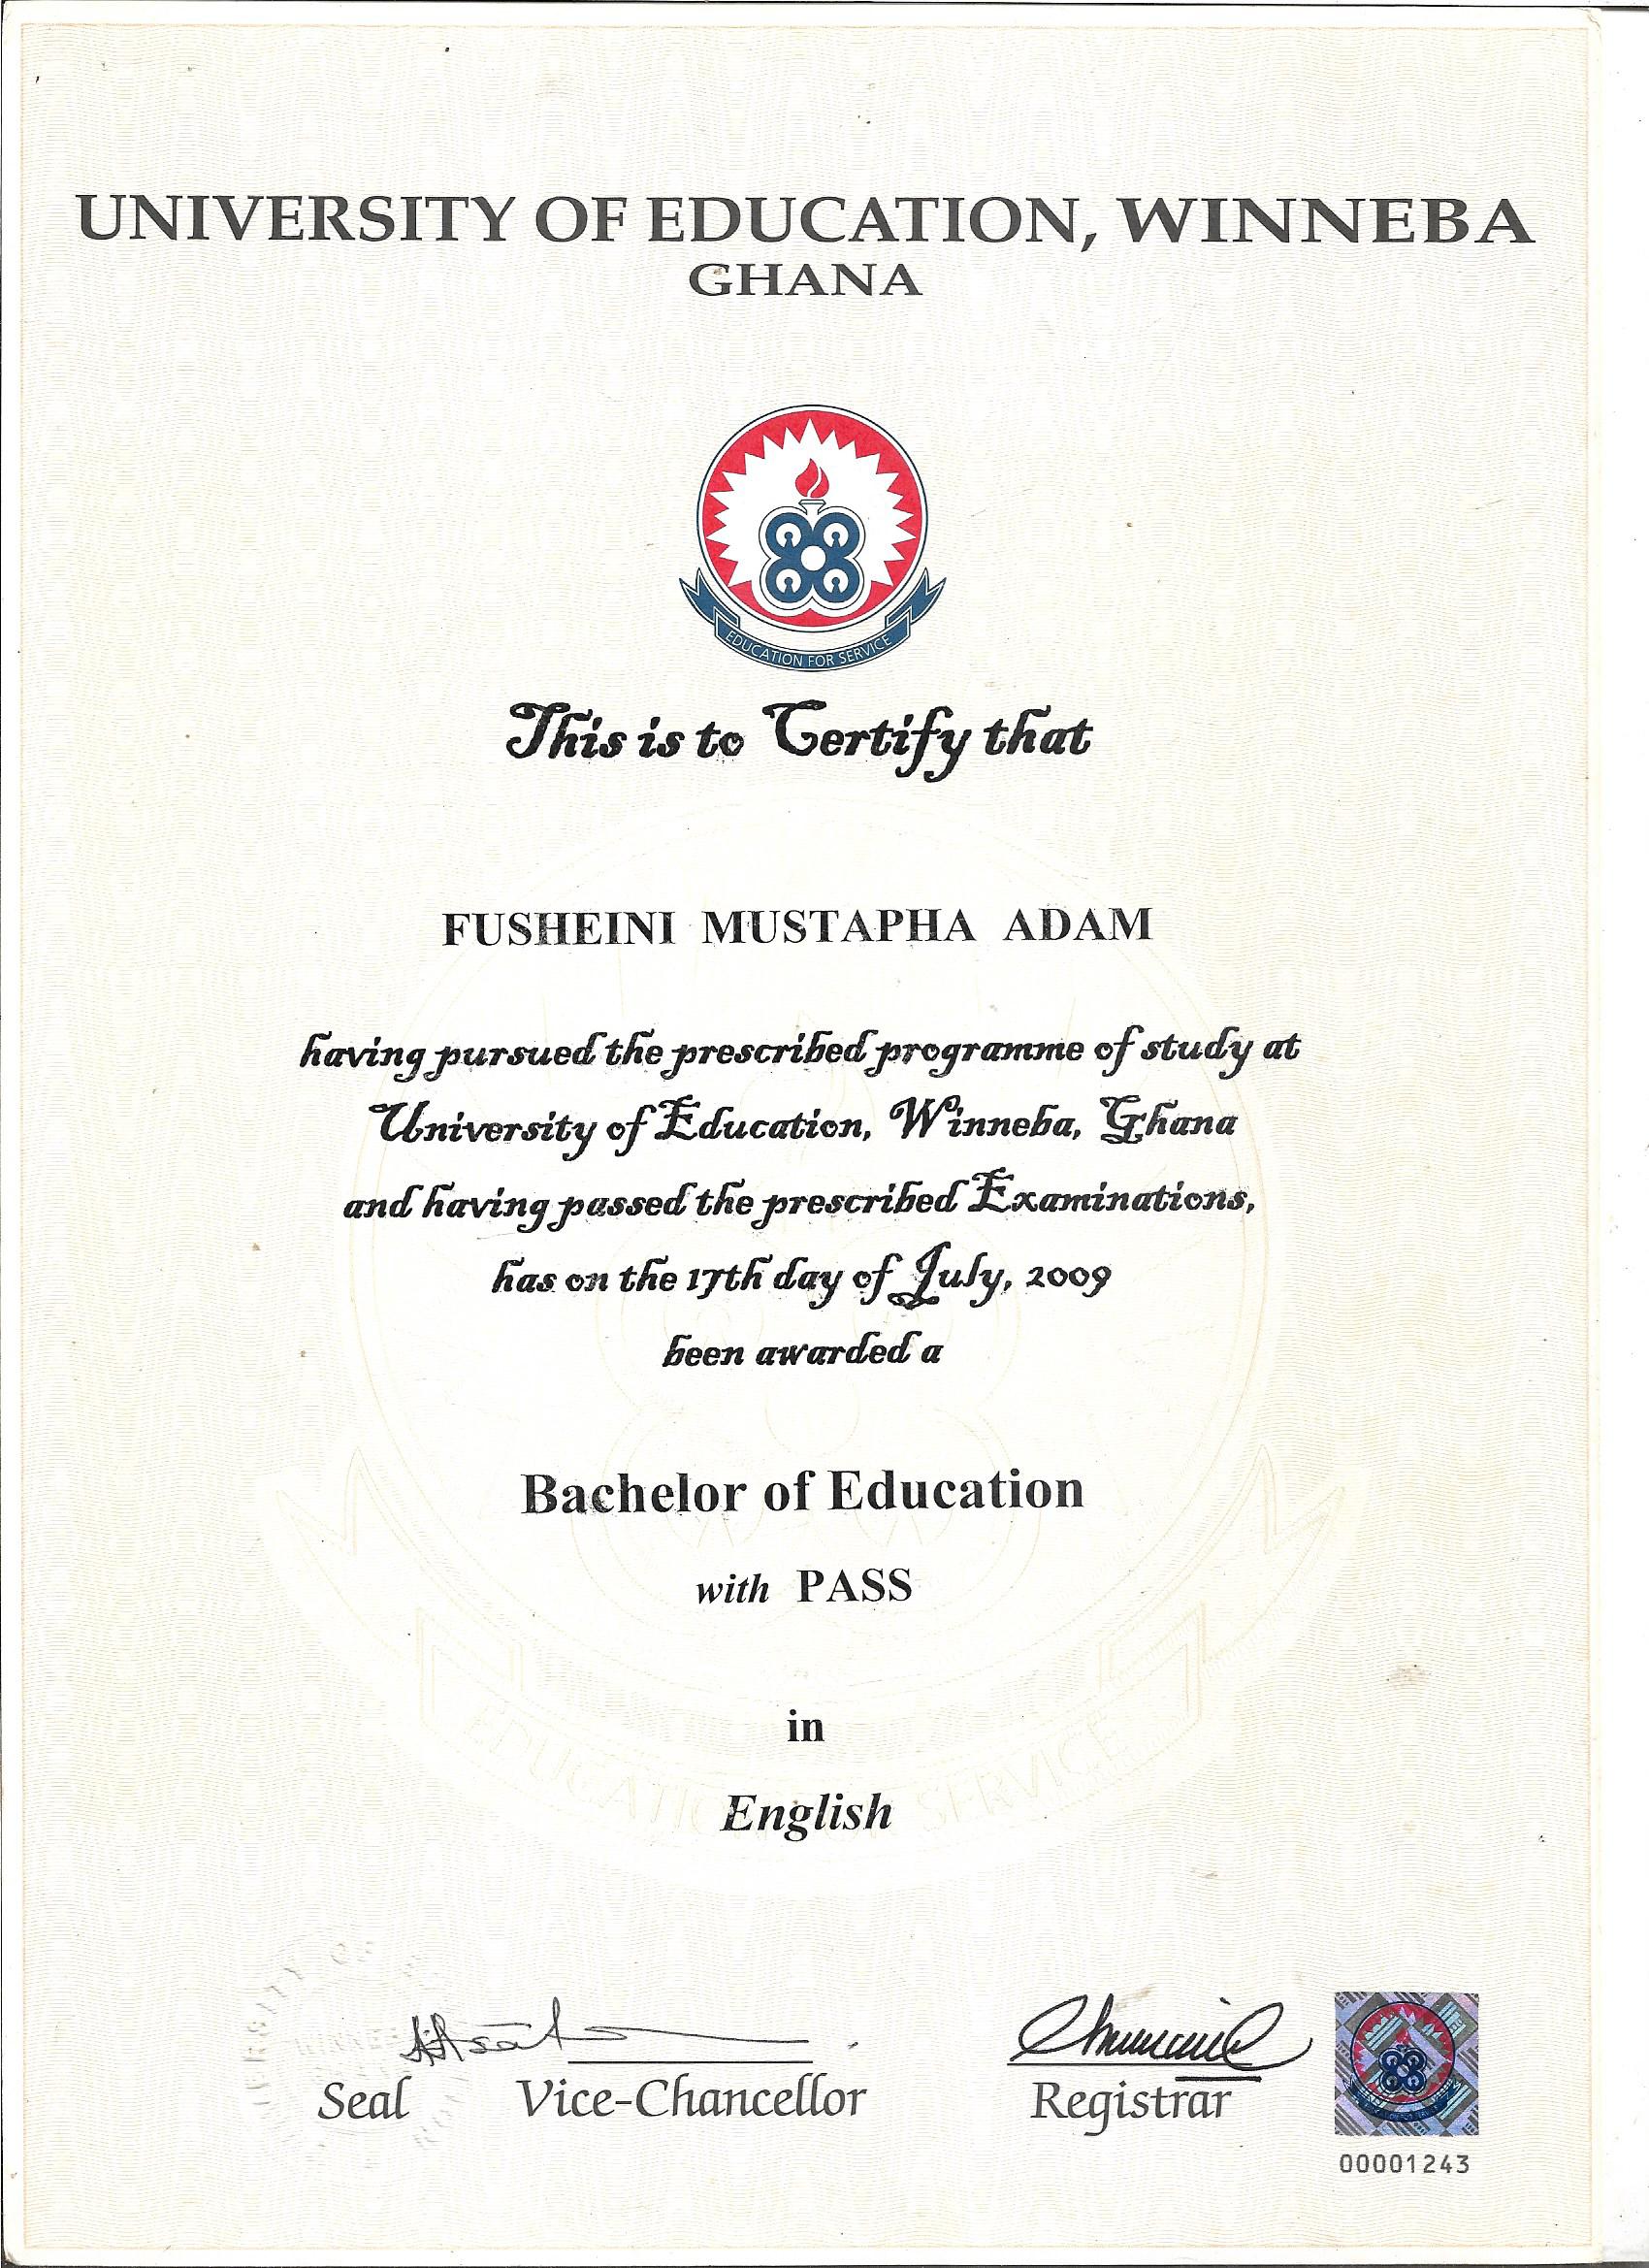 UNIVERSITY OF EDUCATION, WINNEBA
GHANA
EDUCATION FOR SERVICE
This is to Certify that
FUSHEINI MUSTAPHA ADAM
having pursued the prescribed programme of study at
University of Education, Winneba, Ghana
and having passed the prescribed Examinations,
has on the 17th day of July, 2009
been awarded a
Bachelor of Education
with PASS
in
English
Seal
Vice-Chancellor
Registrar
00001243